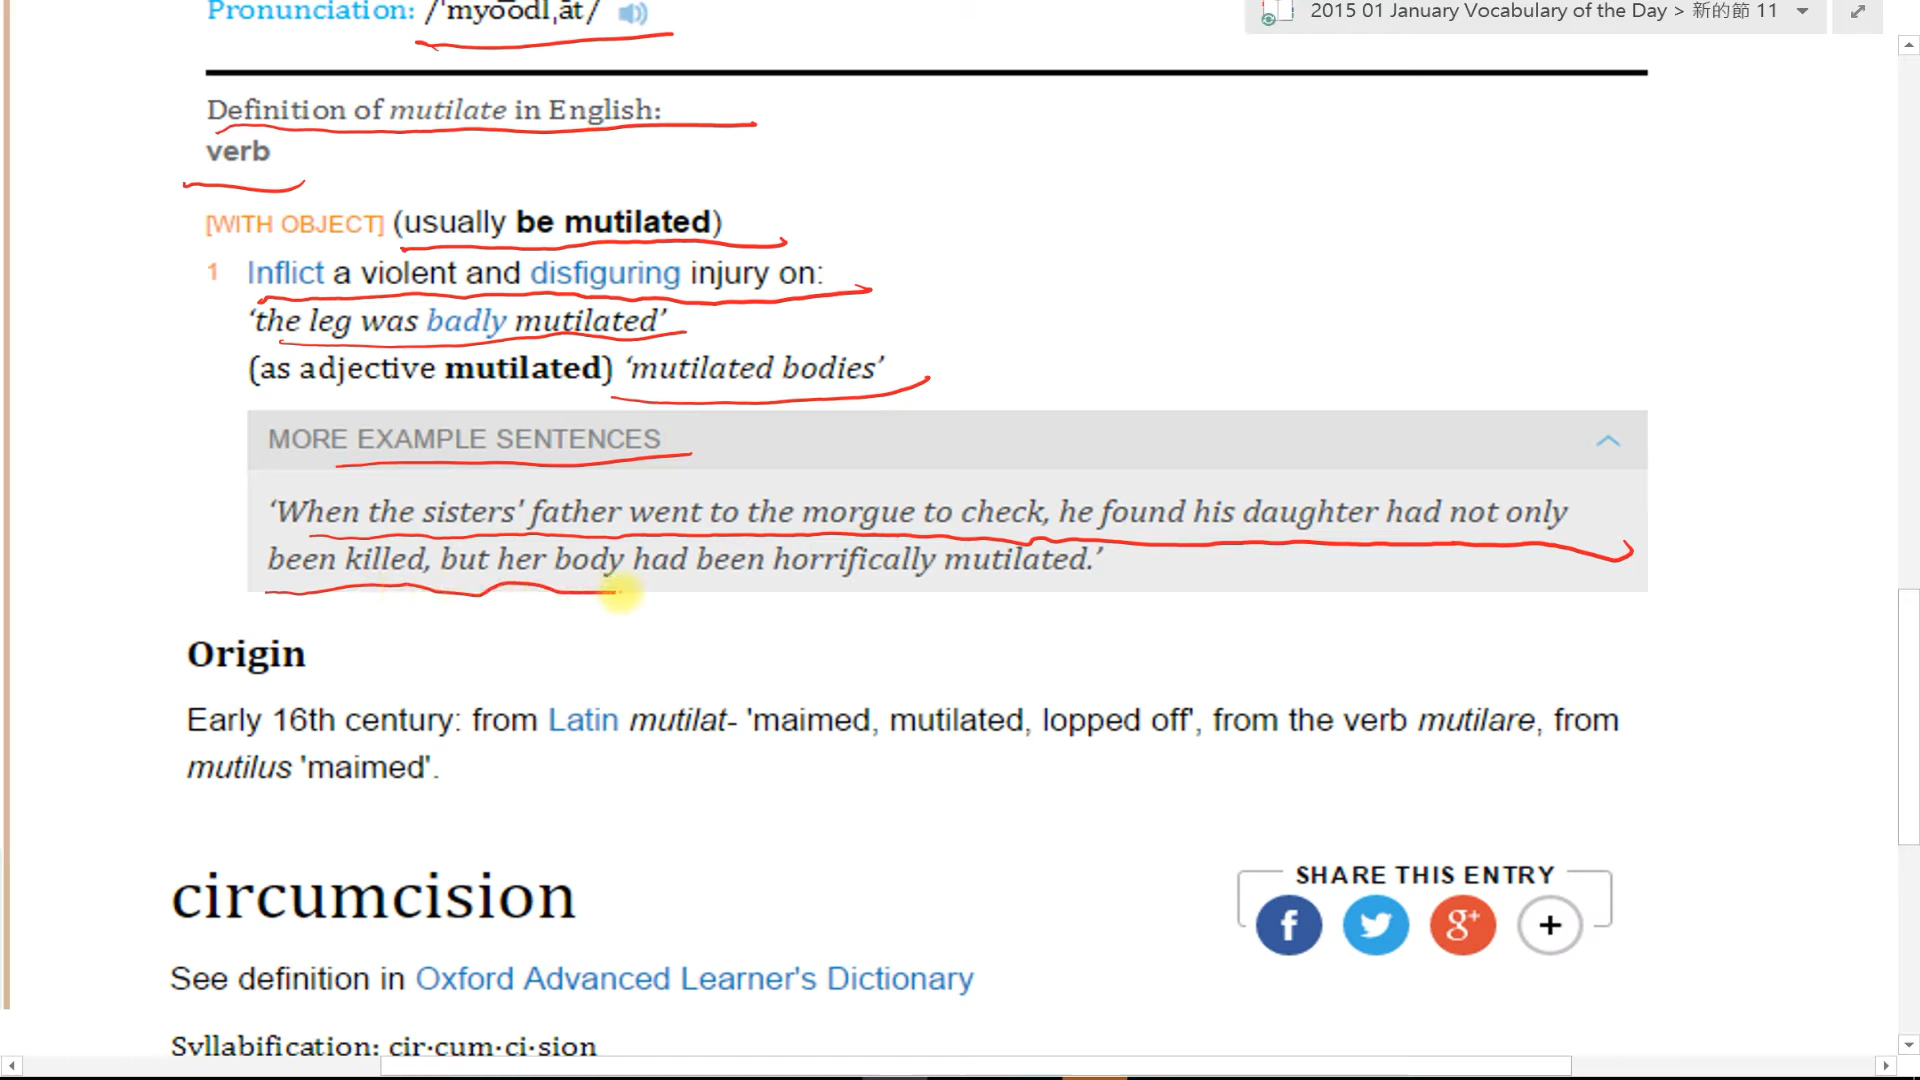 Pronunciation: /ˈmyo͞odlˌāt/
2015 01 January Vocabulary of the Day > 新的節 11
Definition of mutilate in English:
verb
[WITH OBJECT] (usually be mutilated)
1 Inflict a violent and disfiguring injury on:
‘the leg was badly mutilated’
(as adjective mutilated) ‘mutilated bodies’
MORE EXAMPLE SENTENCES
‘When the sisters' father went to the morgue to check, he found his daughter had not only
been killed, but her body had been horrifically mutilated.’
Origin
Early 16th century: from Latin mutilat- 'maimed, mutilated, lopped off', from the verb mutilare, from
mutilus 'maimed'.
circumcision
SHARE THIS ENTRY
f g+ +
See definition in Oxford Advanced Learner's Dictionary
Syllabification: cir·cum·ci·sion